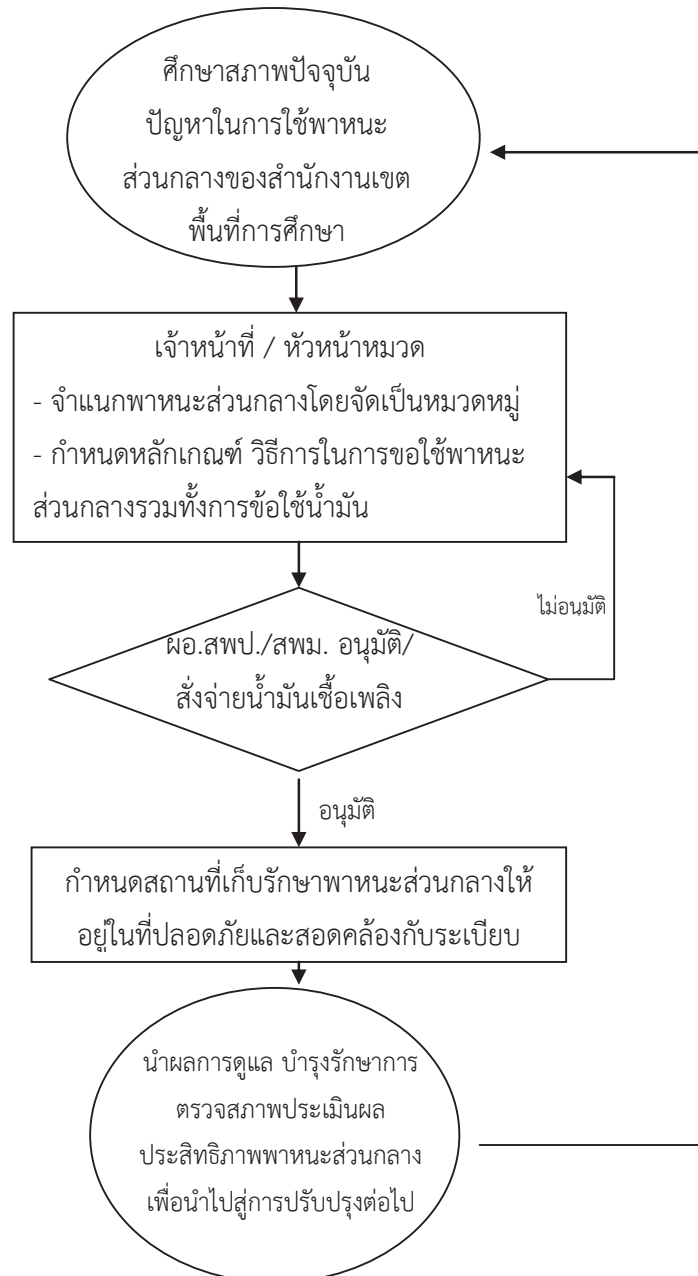 ศึกษาสภาพปัจจุบัน
ปัญหาในการใช้พาหนะ
ส่วนกลางของสำนักงานเขต
พื้นที่การศึกษา
เจ้าหน้าที่ / หัวหน้าหมวด
- จำแนกพาหนะส่วนกลางโดยจัดเป็นหมวดหมู่
- กำหนดหลักเกณฑ์ วิธีการในการขอใช้พาหนะ
ส่วนกลางรวมทั้งการข้อใช้น้ำมัน
ไม่อนุมัติ
ผอ.สพป./สพม. อนุมัติ/
สั่งจ่ายน้ำมันเชื้อเพลิง
อนุมัติ
กำหนดสถานที่เก็บรักษาพาหนะส่วนกลางให้
อยู่ในที่ปลอดภัยและสอดคล้องกับระเบียบ
นำผลการดูแล บำรุงรักษาการ
ตรวจสภาพประเมินผล
ประสิทธิภาพพาหนะส่วนกลาง
เพื่อนำไปสู่การปรับปรุงต่อไป